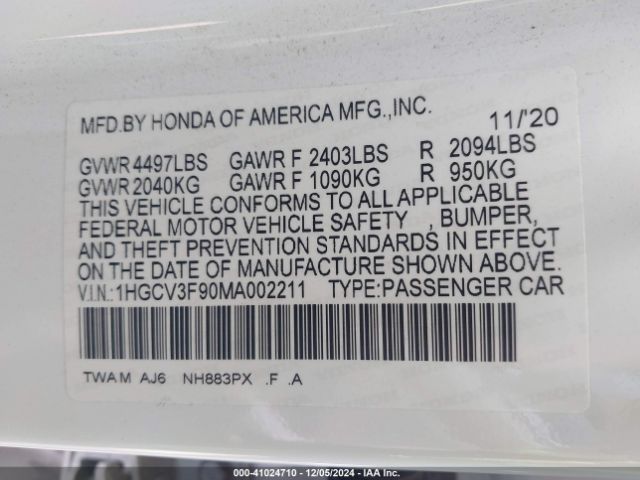 MFD.BY HONDA OF AMERICA MFG.,INC. 11/'20
GVWR 4497LBS GAWR F 2403LBS R 2094LBS
GVWR 2040KG GAWR F 1090KG R 950KG
THIS VEHICLE CONFORMS TO ALL APPLICABLE
FEDERAL MOTOR VEHICLE SAFETY , BUMPER,
AND THEFT PREVENTION STANDARDS IN EFFECT
ON THE DATE OF MANUFACTURE SHOWN ABOVE.
V.I.N.:1HGCV3F90MA002211 TYPE:PASSENGER CAR
TWA M AJ6 NH883PX .F .A
000-41024710 - 12/05/2024 - IAA Inc.